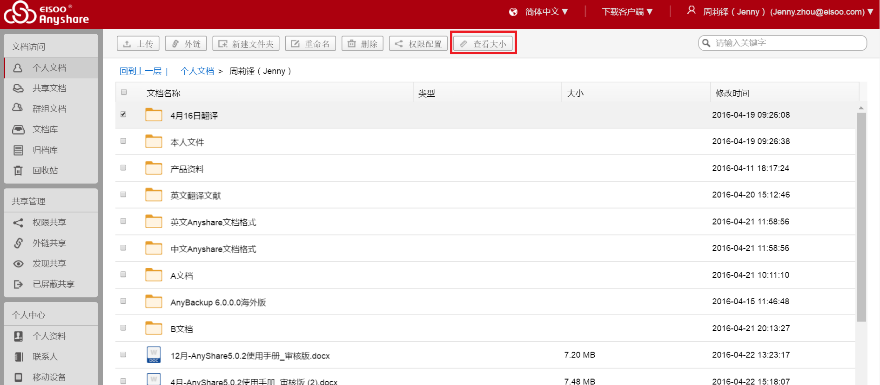 EISOO
Anyshare
简体中文 ▼
下载客户端 ▼
周莉铎 ( Jenny ) (Jenny.zhou@eisoo.com) ▼
文档访问
个人文档
共享文档
群组文档
文档库
归档库
回收站
共享管理
权限共享
外链共享
发现共享
已屏蔽共享
个人中心
个人资料
联系人
移动设备
上传 外链 新建文件夹 重命名 删除 权限配置 查看大小
请输入关键字
回到上一层 | 个人文档 > 周莉铎 ( Jenny )
文档名称 类型 大小 修改时间
4月16日翻译 2016-04-19 09:26:08
本人文件 2016-04-19 09:26:38
产品资料 2016-04-11 18:17:24
英文翻译文献 2016-04-20 15:12:46
英文Anyshare文档格式 2016-04-21 11:58:56
中文Anyshare文档格式 2016-04-21 11:58:56
A文档 2016-04-21 10:11:10
AnyBackup 6.0.0.0海外版 2016-04-15 11:46:48
B文档 2016-04-21 20:13:27
12月-AnyShare5.0.2使用手册_审核版.docx 7.20 MB 2016-04-22 13:23:17
4月-AnyShare5.0.2使用手册_审核版 (2).docx 7.48 MB 2016-04-22 15:18:07